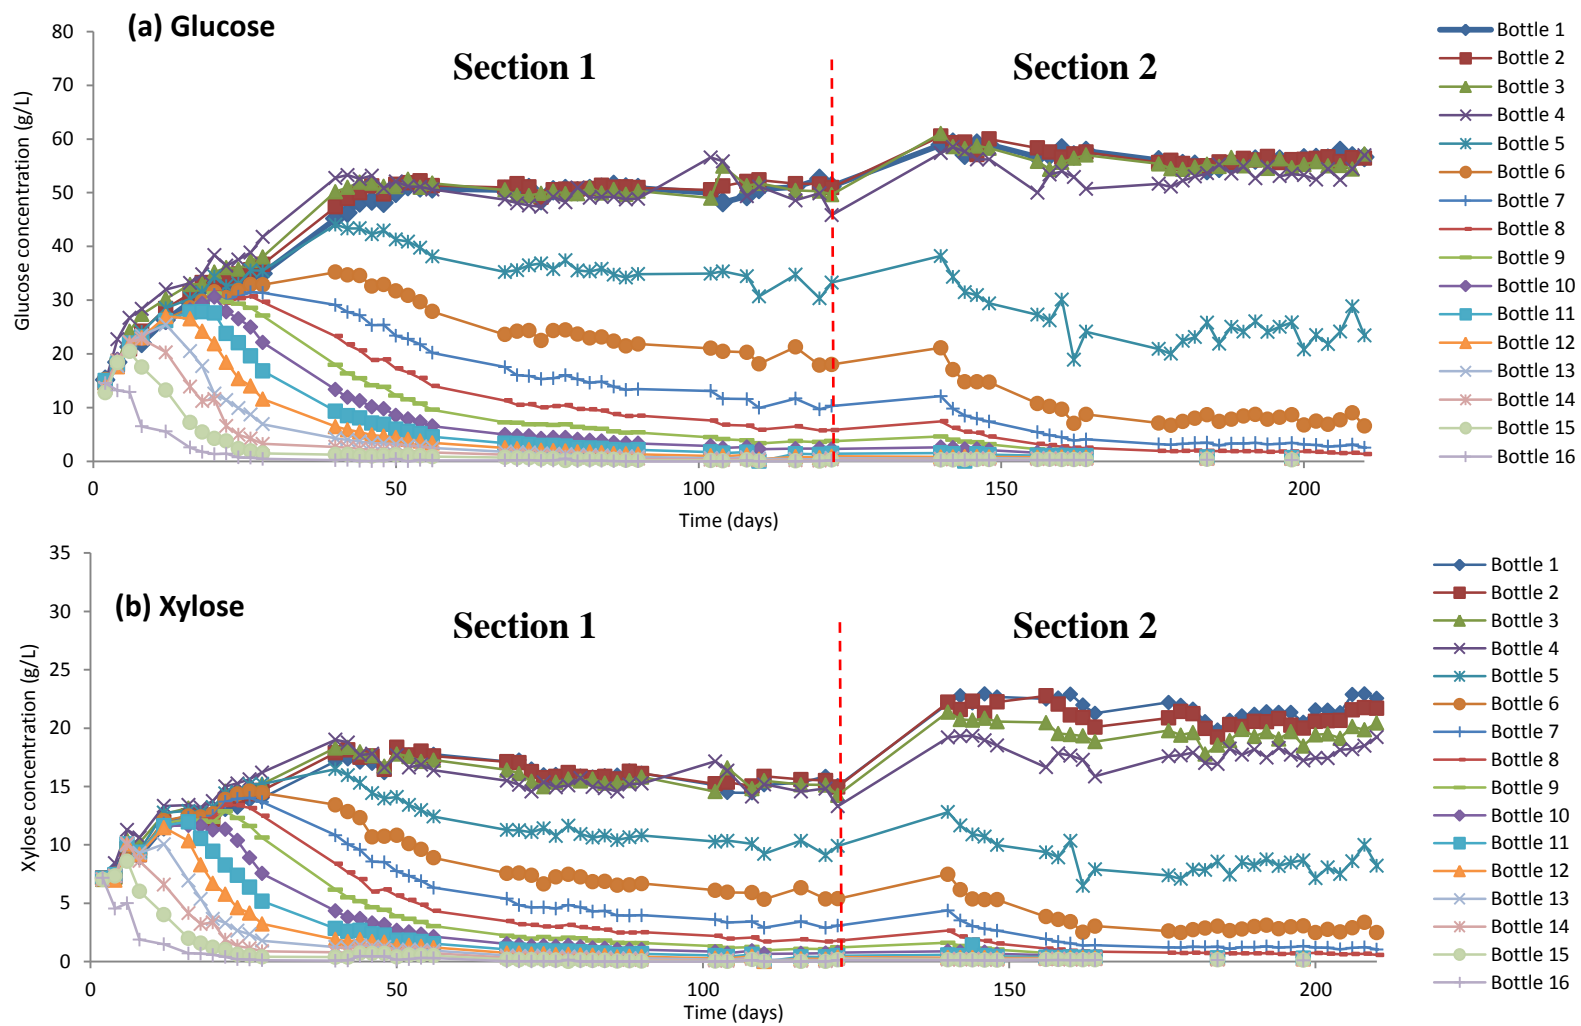 (a) Glucose
Section 1
Section 2
Glucose concentration (g/L)
80
70
60
50
40
30
20
10
0
0
50
100
150
200
Time (days)
Bottle 1
Bottle 2
Bottle 3
Bottle 4
Bottle 5
Bottle 6
Bottle 7
Bottle 8
Bottle 9
Bottle 10
Bottle 11
Bottle 12
Bottle 13
Bottle 14
Bottle 15
Bottle 16
(b) Xylose
Section 1
Section 2
Xylose concentration (g/L)
35
30
25
20
15
10
5
0
0
50
100
150
200
Time (days)
Bottle 1
Bottle 2
Bottle 3
Bottle 4
Bottle 5
Bottle 6
Bottle 7
Bottle 8
Bottle 9
Bottle 10
Bottle 11
Bottle 12
Bottle 13
Bottle 14
Bottle 15
Bottle 16